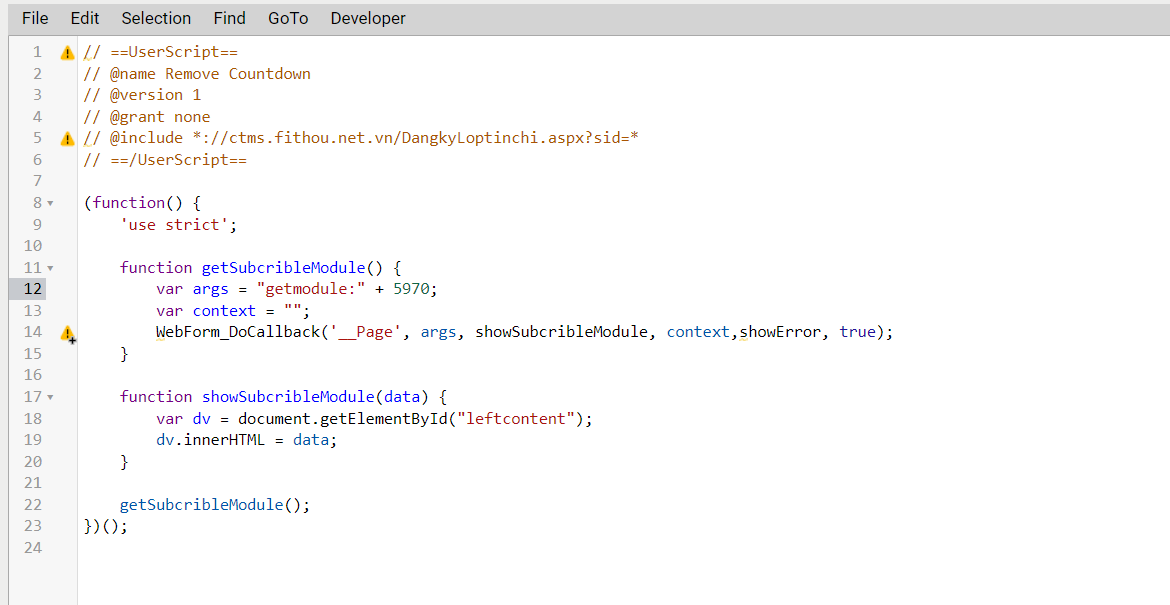 File Edit Selection Find GoTo Developer
1 // ==UserScript==
2 // @name Remove Countdown
3 // @version 1
4 // @grant none
5 // @include *://ctms.fithou.net.vn/DangkyLoptinchi.aspx?sid=*
6 // ==/UserScript==
7
8 (function() {
9 'use strict';
10
11 function getSubcribleModule() {
12 var args = "getmodule:" + 5970;
13 var context = "";
14 WebForm_DoCallback('__Page', args, showSubcribleModule, context,showError, true);
15 }
16
17 function showSubcribleModule(data) {
18 var dv = document.getElementById("leftcontent");
19 dv.innerHTML = data;
20 }
21
22 getSubcribleModule();
23 })();
24